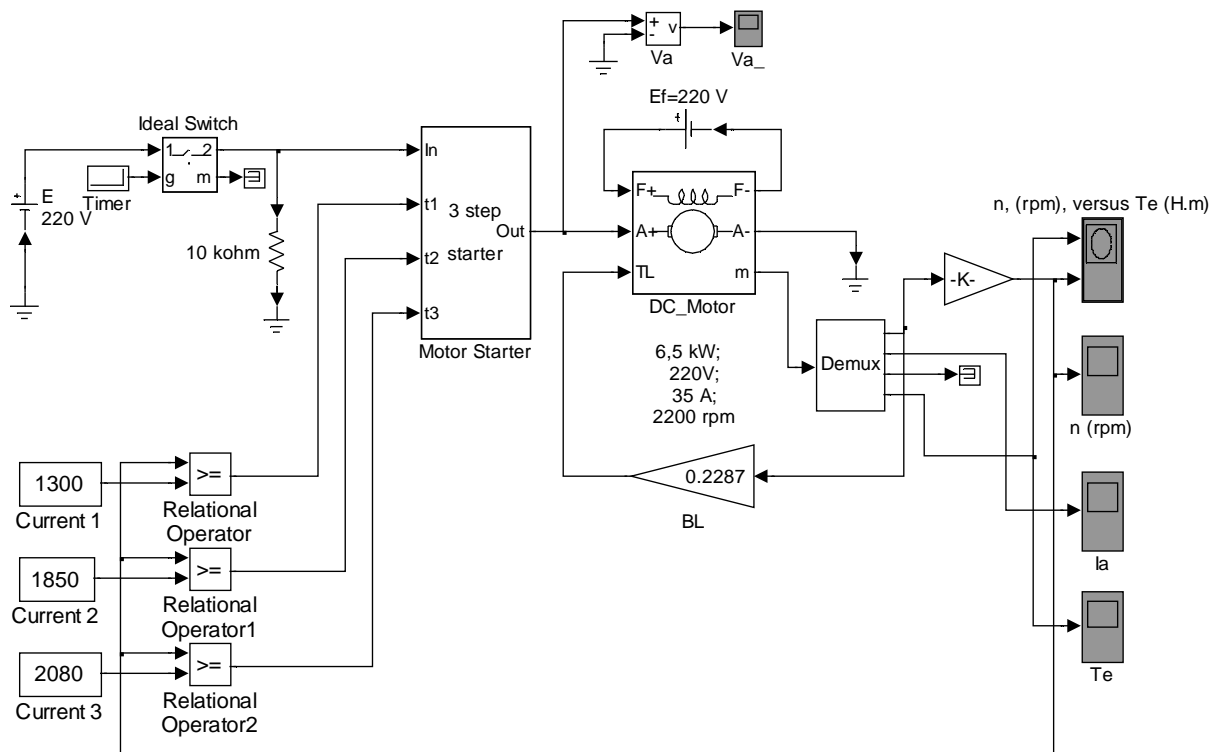 +
-
v
Va
Va_
Ef=220 V
+
Ideal Switch
1
2
g
m
Timer
+
E
220 V
10 kohm
In
t1
t2
t3
3 step
starter
Out
Motor Starter
F+
F-
A+
A-
TL
m
DC_Motor
6,5 kW;
220V;
35 A;
2200 rpm
-K-
Demux
n, (rpm), versus Te (H.m)
n (rpm)
Ia
Te
0.2287
BL
1300
Current 1
>=
Relational
Operator
1850
Current 2
>=
Relational
Operator1
2080
Current 3
>=
Relational
Operator2